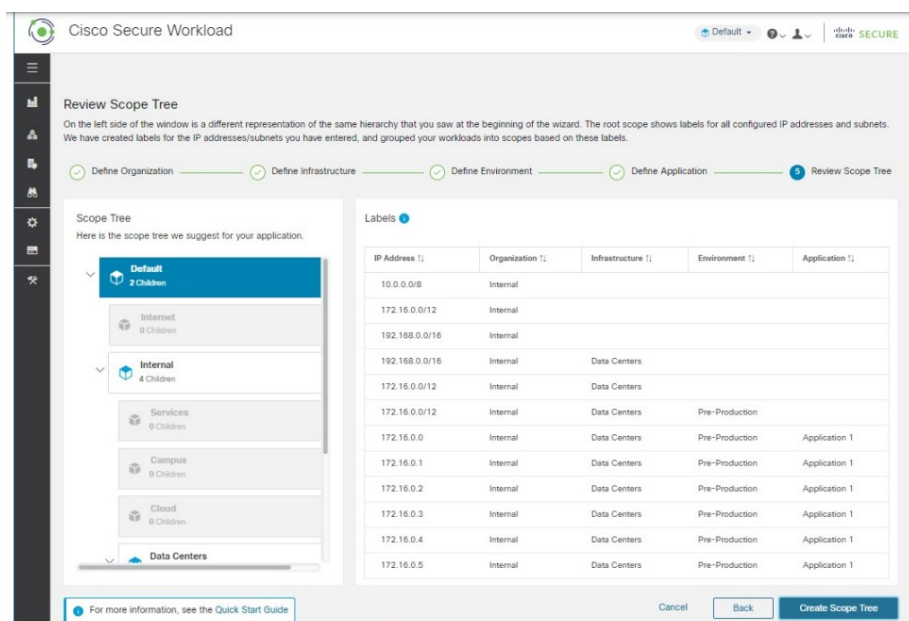 Cisco Secure Workload
Default
cisco SECURE
Review Scope Tree
On the left side of the window is a different representation of the same hierarchy that you saw at the beginning of the wizard. The root scope shows labels for all configured IP addresses and subnets.
We have created labels for the IP addresses/subnets you have entered, and grouped your workloads into scopes based on these labels.
Define Organization Define Infrastructure Define Environment Define Application 5 Review Scope Tree
Scope Tree
Here is the scope tree we suggest for your application.
Default
2 Children
Internet
0 Children
Internal
4 Children
Services
0 Children
Campus
0 Children
Cloud
0 Children
Data Centers
Labels
IP Address Organization Infrastructure Environment Application
10.0.0.0/8 Internal
172.16.0.0/12 Internal
192.168.0.0/16 Internal
192.168.0.0/16 Internal Data Centers
172.16.0.0/12 Internal Data Centers
172.16.0.0/12 Internal Data Centers Pre-Production
172.16.0.0 Internal Data Centers Pre-Production Application 1
172.16.0.1 Internal Data Centers Pre-Production Application 1
172.16.0.2 Internal Data Centers Pre-Production Application 1
172.16.0.3 Internal Data Centers Pre-Production Application 1
172.16.0.4 Internal Data Centers Pre-Production Application 1
172.16.0.5 Internal Data Centers Pre-Production Application 1
For more information, see the Quick Start Guide
Cancel Back Create Scope Tree